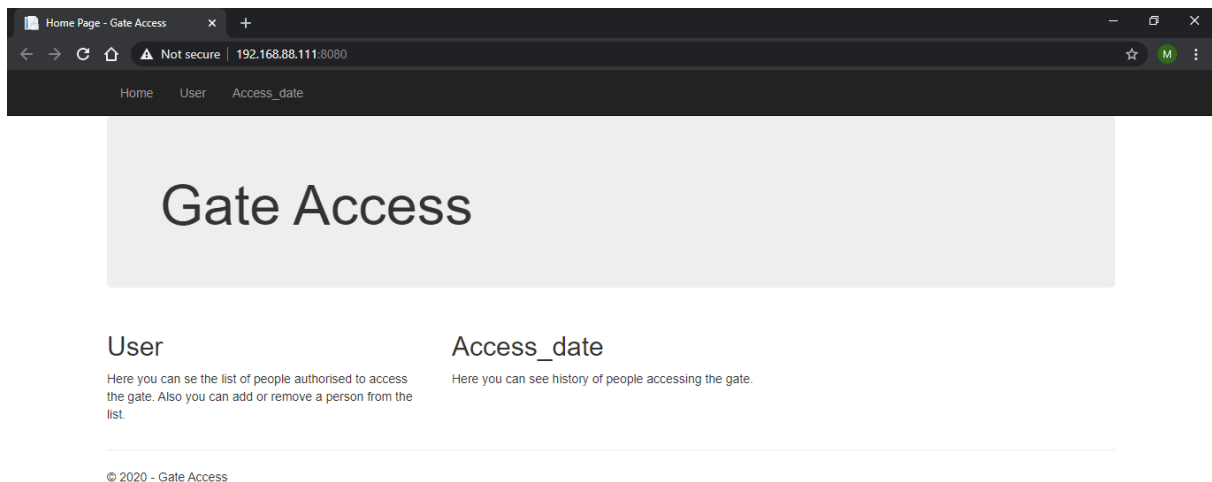 Home Page - Gate Access
Not secure | 192.168.88.111:8080
M
Home User Access_date
Gate Access
User
Here you can se the list of people authorised to access
the gate. Also you can add or remove a person from the
list.
Access_date
Here you can see history of people accessing the gate.
© 2020 - Gate Access